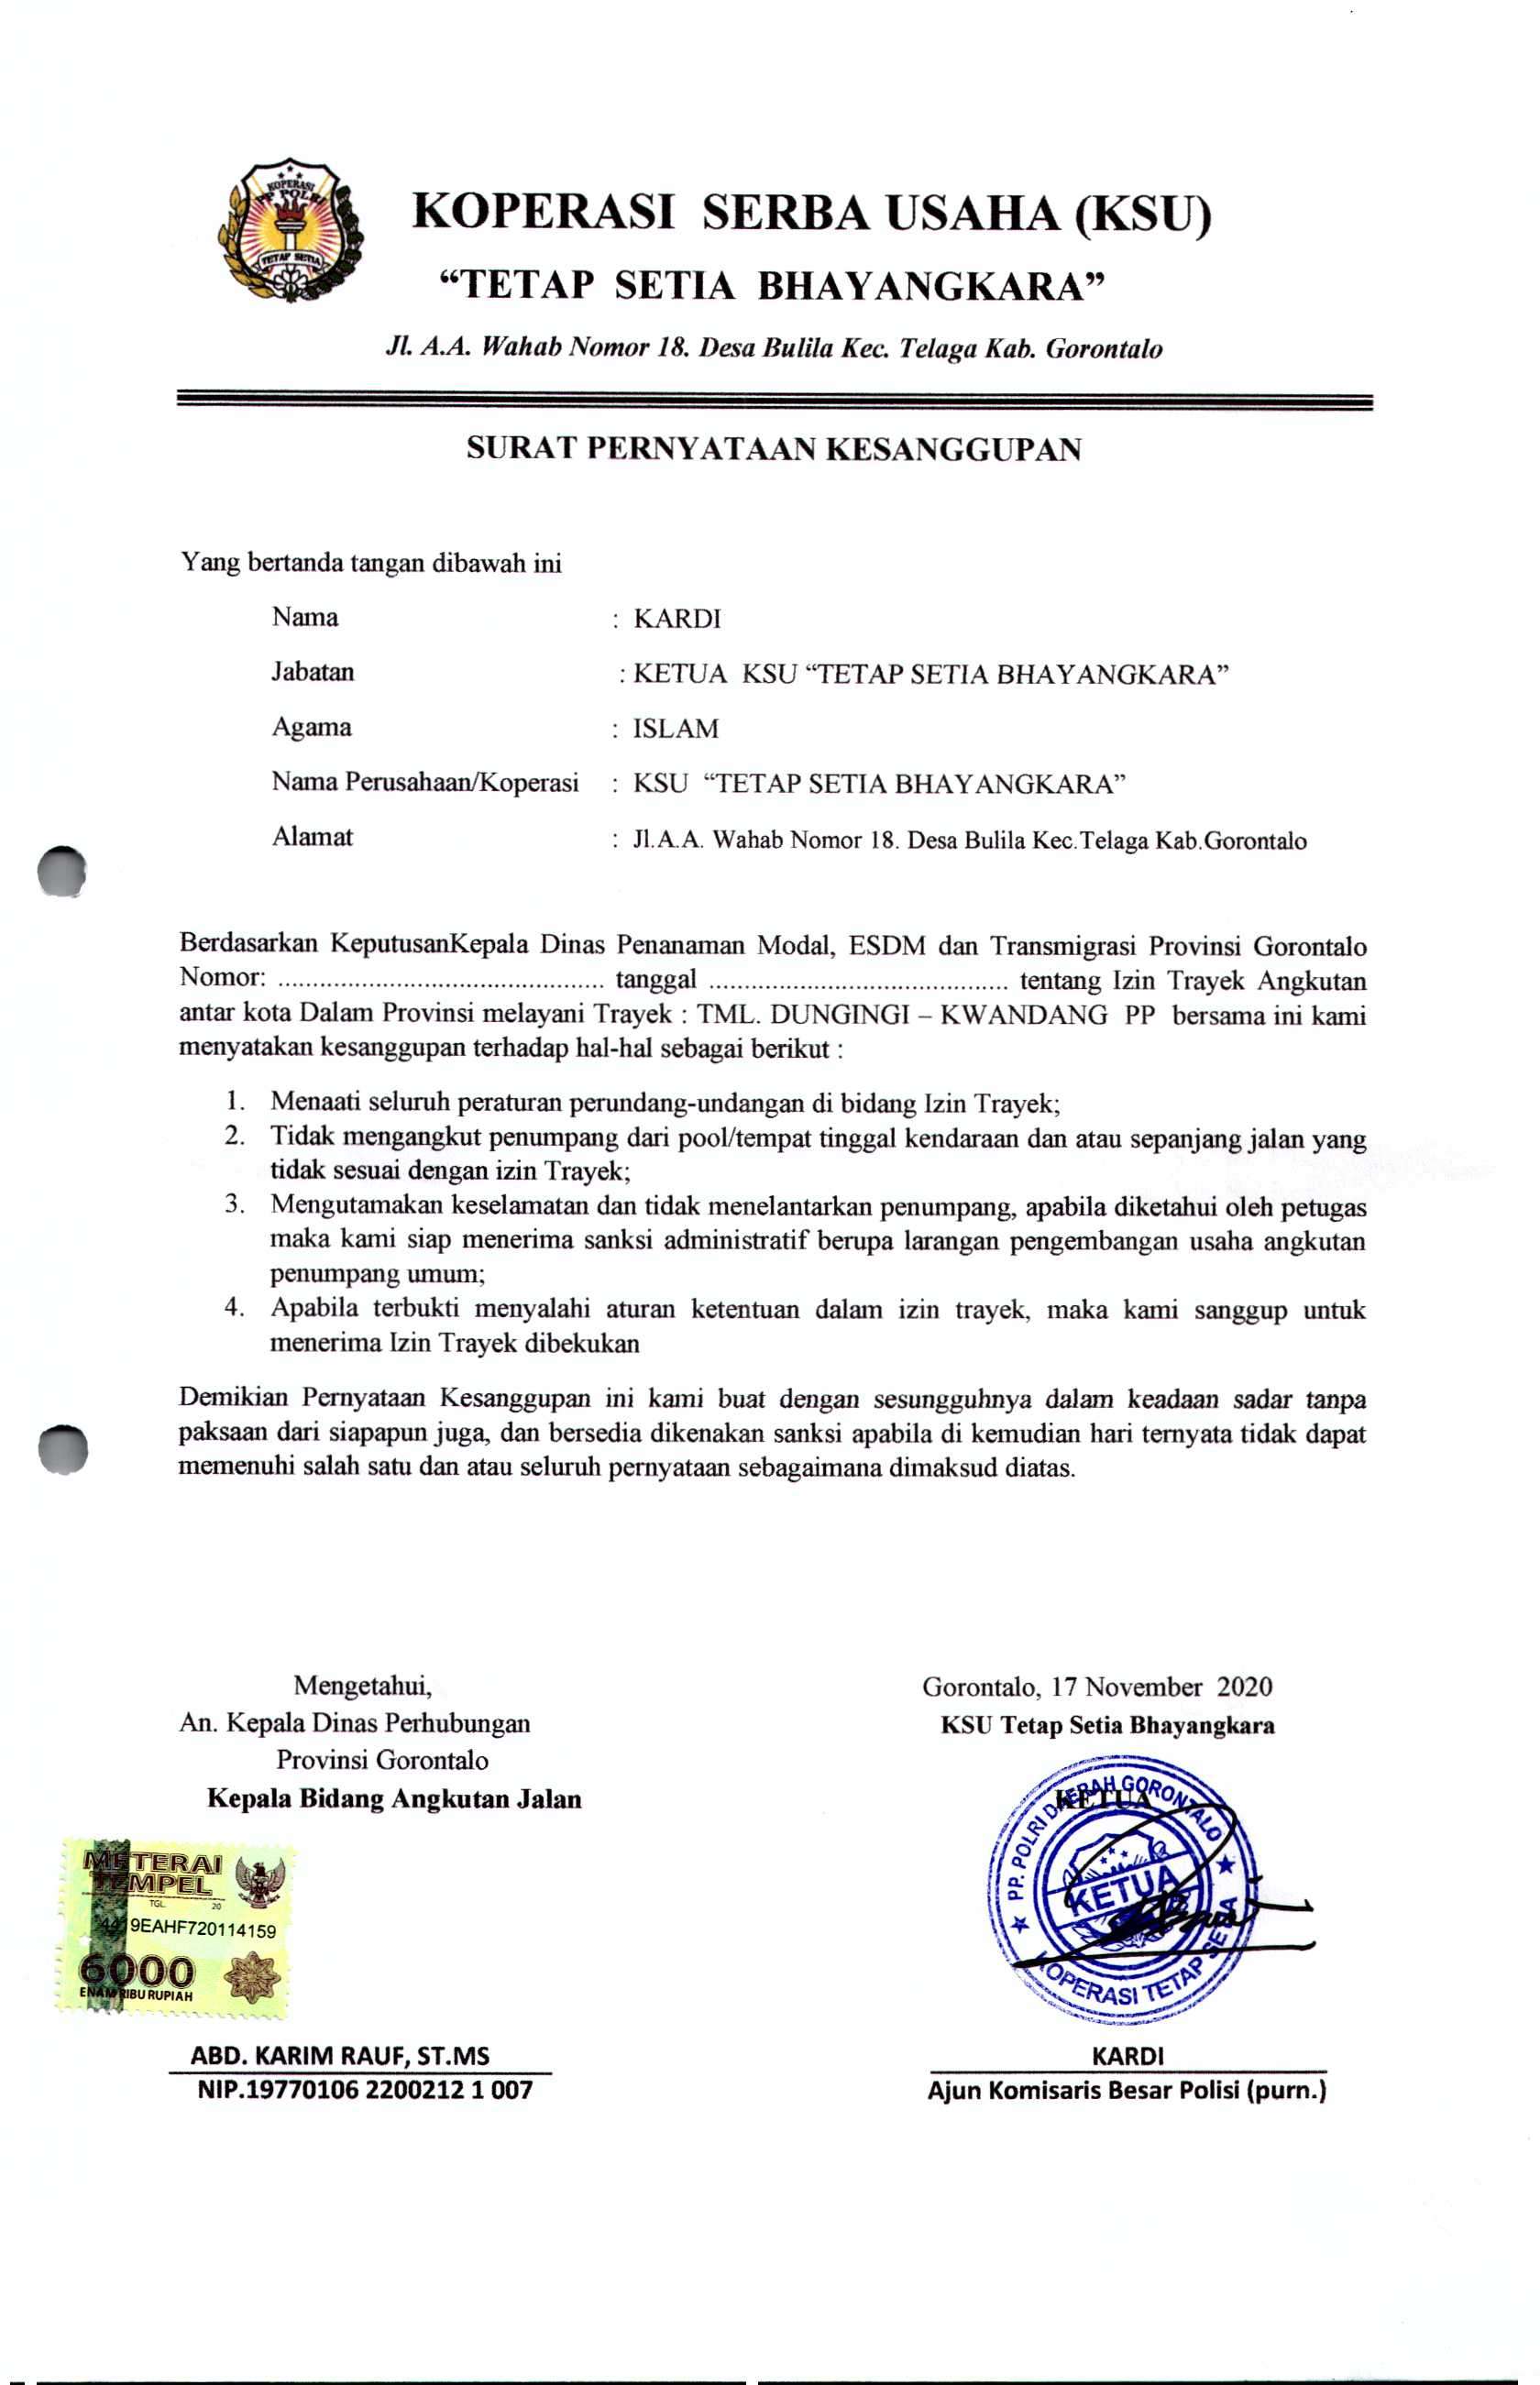 KOPERASI
PP POLRI
TETAP SETIA
KOPERASI SERBA USAHA (KSU)
“TETAP SETIA BHAYANGKARA”
Jl. A.A. Wahab Nomor 18. Desa Bulila Kec. Telaga Kab. Gorontalo
SURAT PERNYATAAN KESANGGUPAN
Yang bertanda tangan dibawah ini
Nama : KARDI
Jabatan : KETUA KSU “TETAP SETIA BHAYANGKARA”
Agama : ISLAM
Nama Perusahaan/Koperasi : KSU “TETAP SETIA BHAYANGKARA”
Alamat : Jl.A.A. Wahab Nomor 18. Desa Bulila Kec.Telaga Kab.Gorontalo
Berdasarkan KeputusanKepala Dinas Penanaman Modal, ESDM dan Transmigrasi Provinsi Gorontalo
Nomor: ............................................ tanggal ........................................ tentang Izin Trayek Angkutan
antar kota Dalam Provinsi melayani Trayek : TML. DUNGINGI – KWANDANG PP bersama ini kami
menyatakan kesanggupan terhadap hal-hal sebagai berikut :
1. Menaati seluruh peraturan perundang-undangan di bidang Izin Trayek;
2. Tidak mengangkut penumpang dari pool/tempat tinggal kendaraan dan atau sepanjang jalan yang
tidak sesuai dengan izin Trayek;
3. Mengutamakan keselamatan dan tidak menelantarkan penumpang, apabila diketahui oleh petugas
maka kami siap menerima sanksi administratif berupa larangan pengembangan usaha angkutan
penumpang umum;
4. Apabila terbukti menyalahi aturan ketentuan dalam izin trayek, maka kami sanggup untuk
menerima Izin Trayek dibekukan
Demikian Pernyataan Kesanggupan ini kami buat dengan sesungguhnya dalam keadaan sadar tanpa
paksaan dari siapapun juga, dan bersedia dikenakan sanksi apabila di kemudian hari ternyata tidak dapat
memenuhi salah satu dan atau seluruh pernyataan sebagaimana dimaksud diatas.
Mengetahui,
An. Kepala Dinas Perhubungan
Provinsi Gorontalo
Kepala Bidang Angkutan Jalan
METERAI
TEMPEL
TGL. 20
9EAHF720114159
6000
ENAM RIBU RUPIAH
ABD. KARIM RAUF, ST.MS
NIP.19770106 2200212 1 007
Gorontalo, 17 November 2020
KSU Tetap Setia Bhayangkara
KETUA
PP. POLRI DAERAH GORONTALO
KETUA
KOPERASI TETAP SETIA
KARDI
Ajun Komisaris Besar Polisi (purn.)